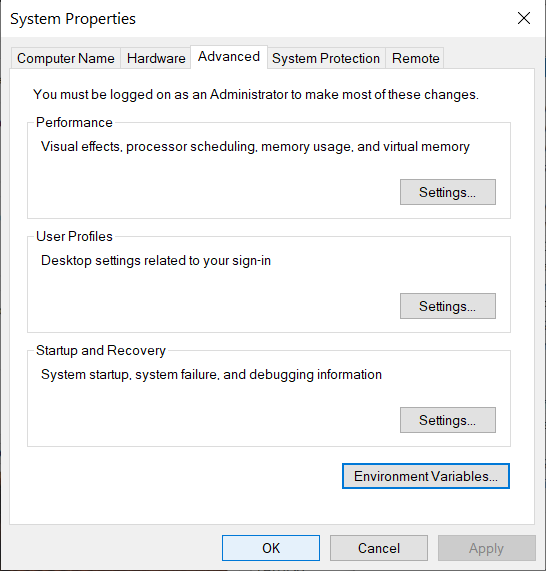 System Properties
Computer Name Hardware Advanced System Protection Remote
You must be logged on as an Administrator to make most of these changes.
Performance
Visual effects, processor scheduling, memory usage, and virtual memory
Settings...
User Profiles
Desktop settings related to your sign-in
Settings...
Startup and Recovery
System startup, system failure, and debugging information
Settings...
Environment Variables...
OK Cancel Apply